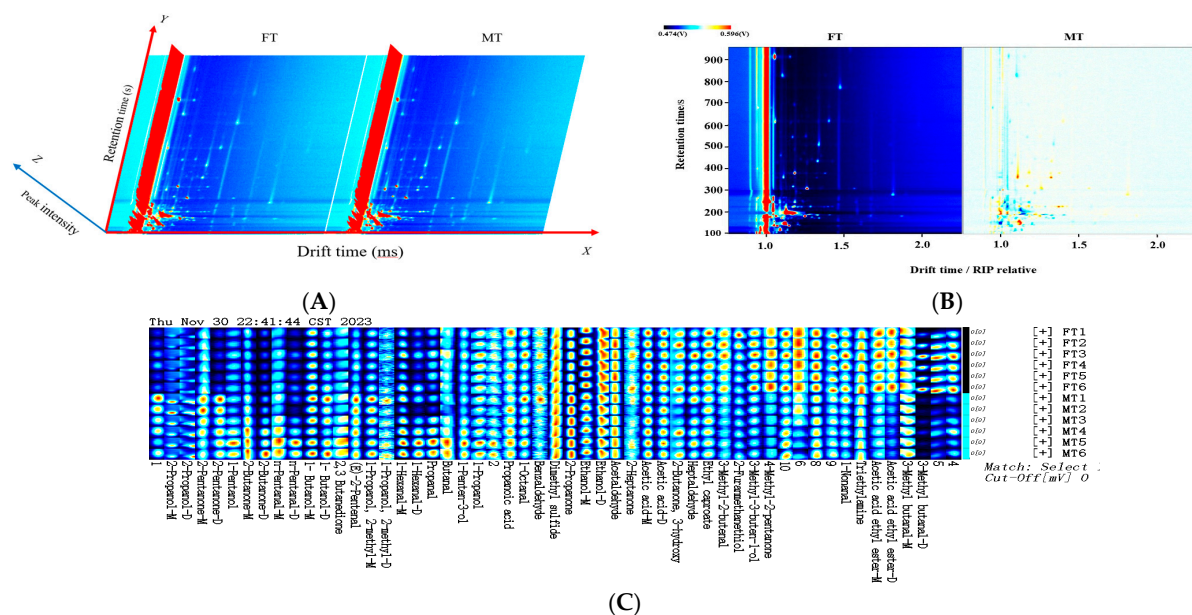 Y
FT
MT
Retention time (s)
Z
Peak intensity
Drift time (ms)
X
(A)
0.474(V)
0.596(V)
FT
MT
Retention time/s
900
800
700
600
500
400
300
200
100
1.0
1.5
2.0
1.0
1.5
2.0
Drift time / RIP relative
(B)
Thu Nov 30 22:41:44 CST 2023
o[o)
[+] FT1
o[o)
[+] FT2
o[o)
[+] FT3
o[o)
[+] FT4
o[o)
[+] FT5
o[o)
[+] FT6
o[o)
[+] MT1
o[o)
[+] MT2
o[o)
[+] MT3
o[o)
[+] MT4
o[o)
[+] MT5
o[o)
[+] MT6
Match: Select
Cut-Off[mV] 0
1
2-Propanol-M
2-Propanol-D
2-Pentanone-M
2-Pentanone-D
1-Pentanol
2-Butanone-M
2-Butanone-D
n-Pentanal-M
n-Pentanal-D
1- Butanol-M
1- Butanol-D
2,3 Butanedione
(E)-2-Pentenal
1-Propanol, 2-methyl-M
1-Propanol, 2-methyl-D
1-Hexanal-M
1-Hexanal-D
Propanal
Butanal
1-Penten-3-ol
1-Propanol
2
Propanoic acid
1-Octanal
Benzaldehyde
Dimethyl sulfide
2-Propanone
Ethanol-M
Ethanol-D
Acetaldehyde
2-Heptanone
Acetic acid-M
Acetic acid-D
2-Butanone, 3-hydroxy
Heptaldehyde
Ethyl caproate
3-Methyl-2-butenal
2-Furanmethanethiol
3-Methyl-3-buten-1-ol
4-Methyl-2-pentanone
10
6
8
9
1-Nonanal
Triethylamine
Acetic acid ethyl ester-M
Acetic acid ethyl ester-D
3-Methyl butanal-M
3-Methyl butanal-D
5
4
(C)